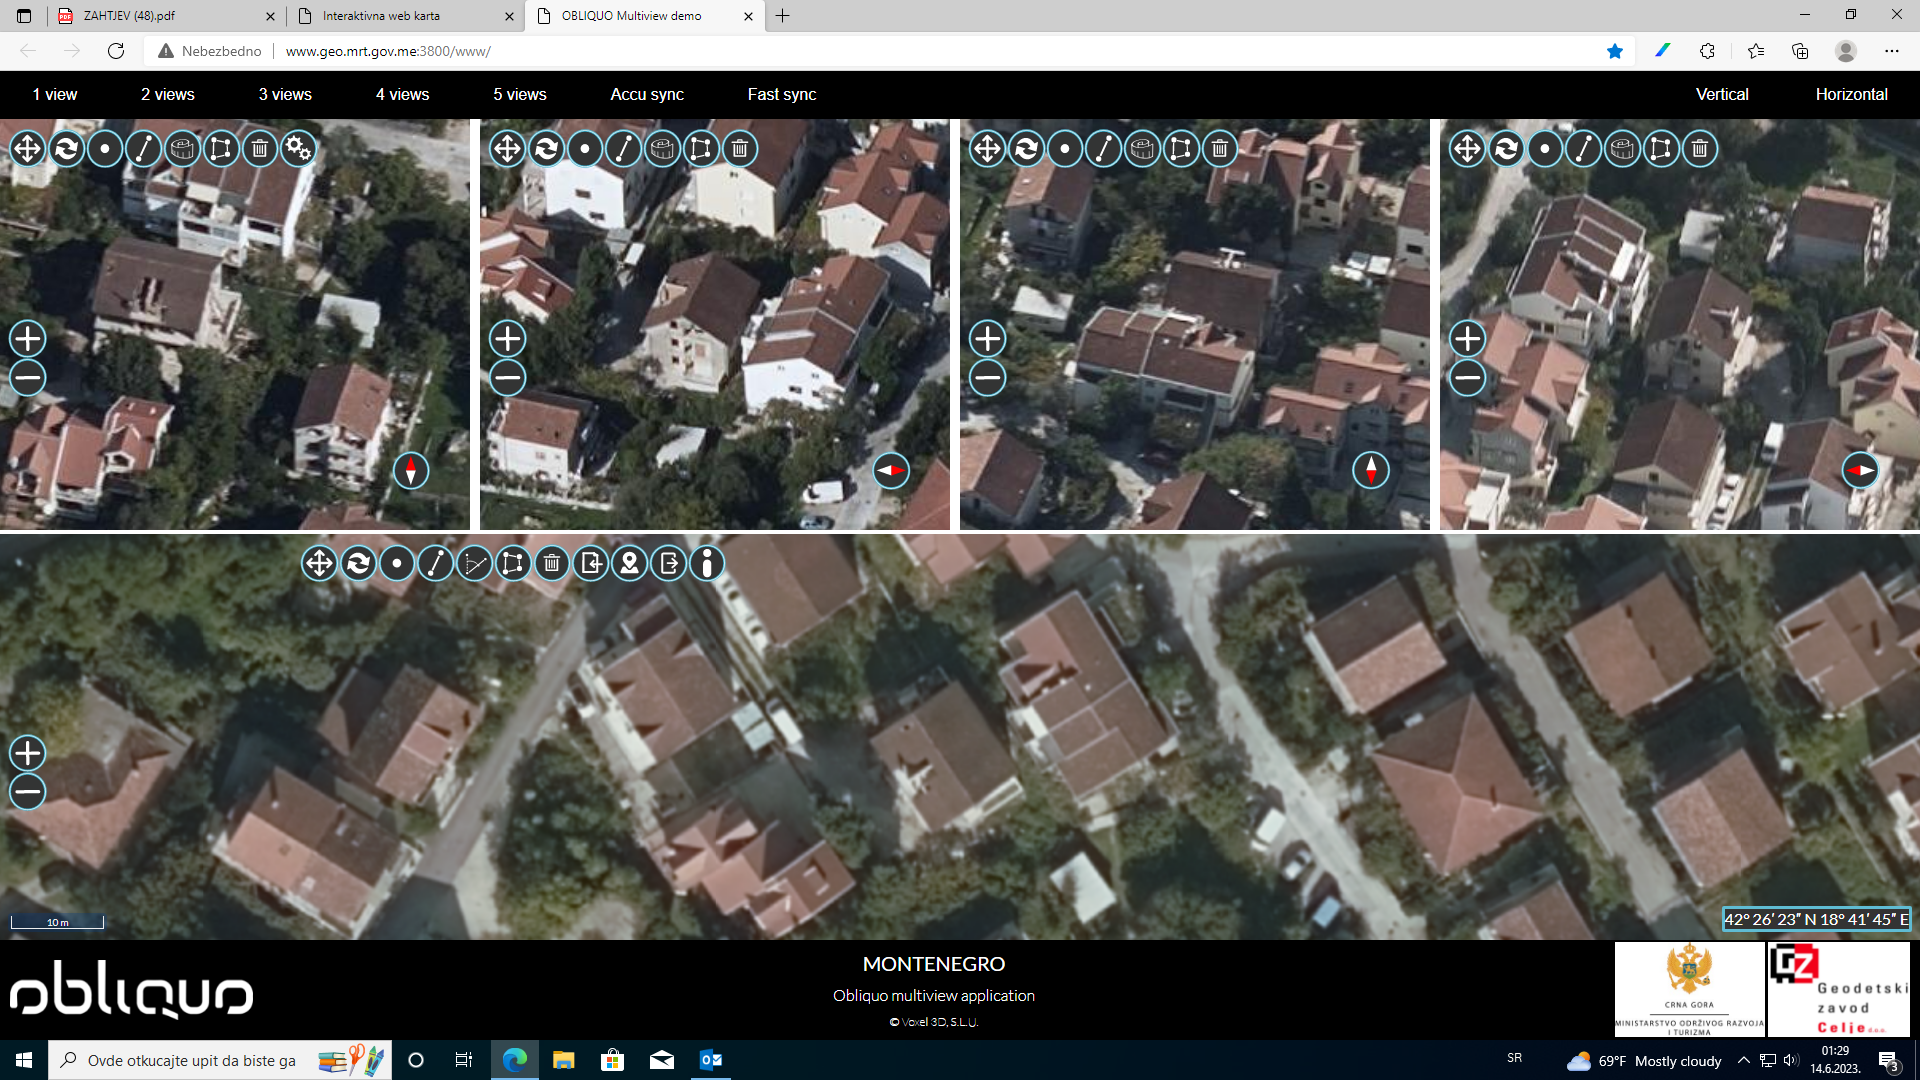 ZAHTJEV (48).pdf
Interaktivna web karta
OBLIQUO Multiview demo
Nebezbedno
www.geo.mrt.gov.me:3800/www/
1 view
2 views
3 views
4 views
5 views
Accu sync
Fast sync
Vertical
Horizontal
10 m
42° 26′ 23″ N 18° 41′ 45″ E
obliquo
MONTENEGRO
Obliquo multiview application
© Voxel 3D, S.L.U.
CRNA GORA
MINISTARSTVO ODRŽIVOG RAZVOJA
I TURIZMA
GZ
Geodetski
zavod
Celje d.o.o.
Ovde otkucajte upit da biste ga
SR
69°F Mostly cloudy
01:29
14.6.2023.
3